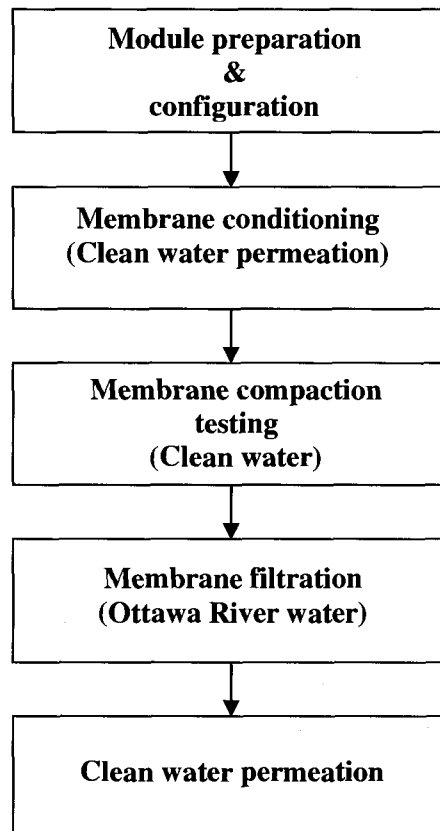 Module preparation
&
configuration
Membrane conditioning
(Clean water permeation)
Membrane compaction
testing
(Clean water)
Membrane filtration
(Ottawa River water)
Clean water permeation